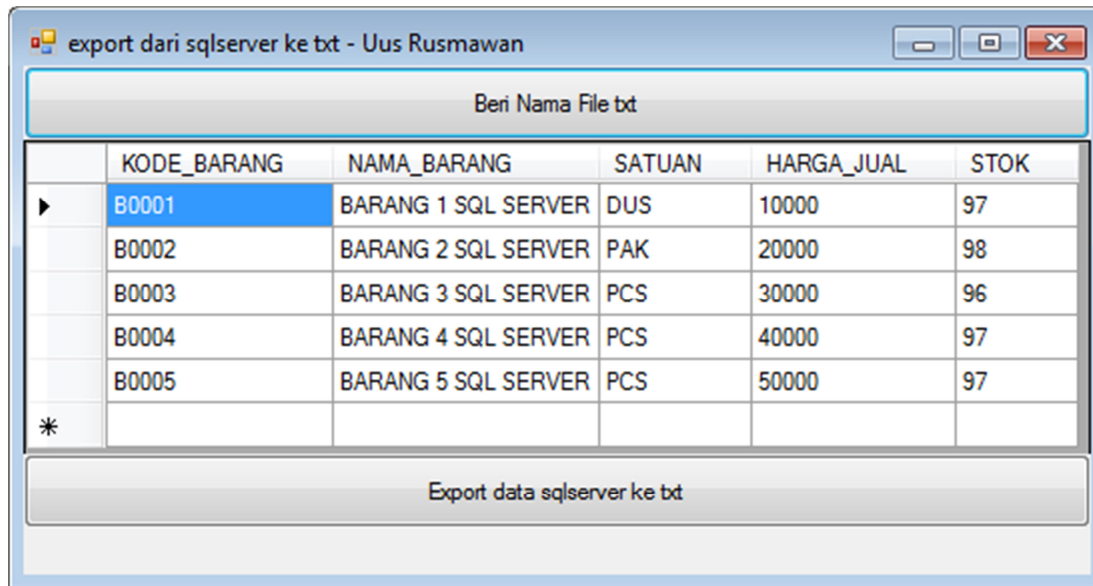 export dari sqlserver ke txt - Uus Rusmawan
Beri Nama File txt
KODE_BARANG NAMA_BARANG SATUAN HARGA_JUAL STOK
B0001 BARANG 1 SQL SERVER DUS 10000 97
B0002 BARANG 2 SQL SERVER PAK 20000 98
B0003 BARANG 3 SQL SERVER PCS 30000 96
B0004 BARANG 4 SQL SERVER PCS 40000 97
B0005 BARANG 5 SQL SERVER PCS 50000 97
Export data sqlserver ke txt